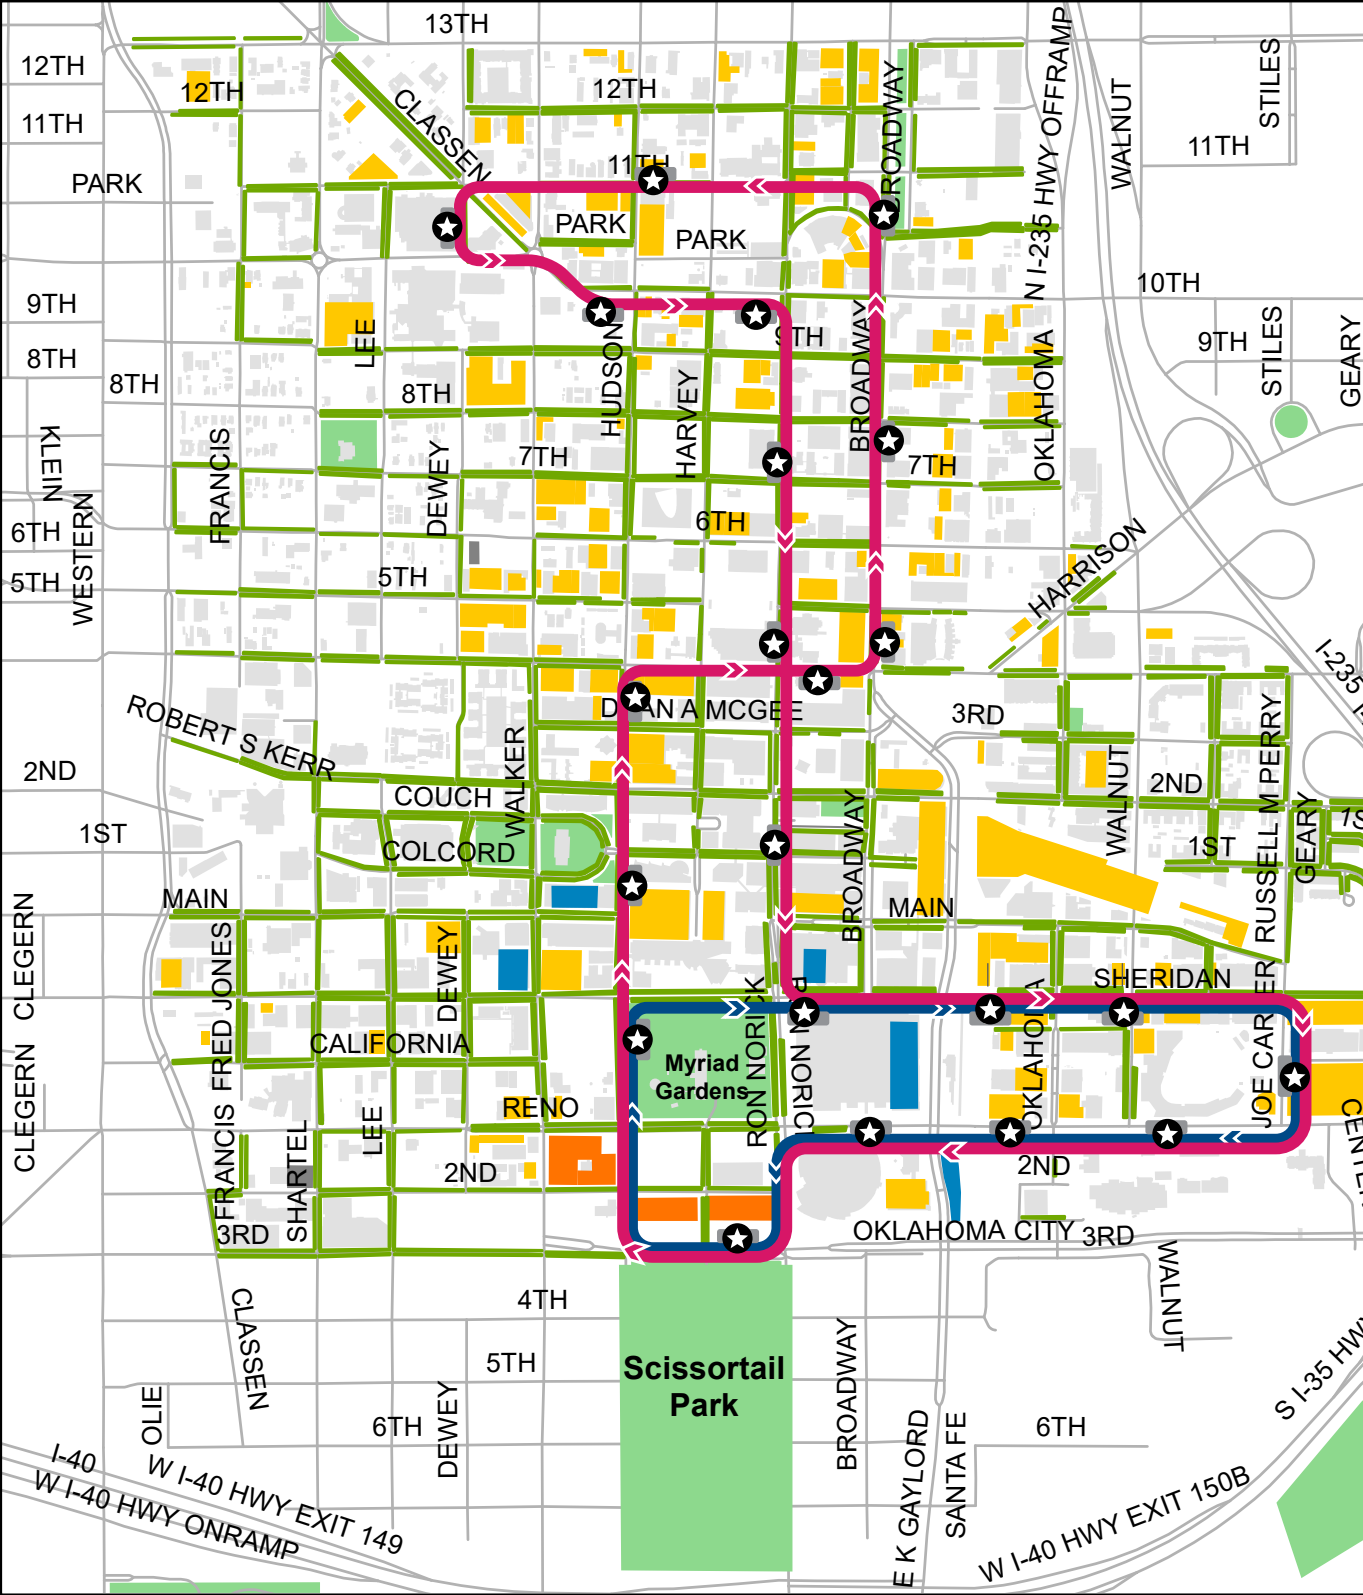 13TH
12TH
12TH
12TH
CLASSEN
BROADWAY
N I-235 HWY OFFRAMP
WALNUT
STILES
11TH
11TH
11TH
PARK
PARK
PARK
10TH
9TH
LEE
HUDSON
9TH
BROADWAY
OKLAHOMA
9TH
STILES
GEARY
8TH
8TH
8TH
HARVEY
KLEIN
FRANCIS
DEWEY
7TH
7TH
6TH
WESTERN
6TH
5TH
5TH
HARRISON
I-235
ROBERT S KERR
WALKER
MCGEE
3RD
RUSSELL M PERRY
2ND
COUCH
WALNUT
2ND
GEARY
1ST
COLCORD
BROADWAY
1ST
MAIN
MAIN
CLEGERN
FRED JONES
DEWEY
RON NORICK
SHERIDAN
OKLAHOMA
CLEGERN
CALIFORNIA
Myriad
Gardens
JOE CARTER
CLEGERN
FRANCIS
SHARTEL
LEE
RENO
2ND
2ND
3RD
OKLAHOMA CITY
3RD
WALNUT
CLASSEN
4TH
5TH
BROADWAY
Scissortail
Park
OLIE
6TH
DEWEY
E K GAYLORD
SANTA FE
6TH
S I-35 HWY
I-40
W I-40 HWY EXIT 149
W I-40 HWY ONRAMP
W I-40 HWY EXIT 150B